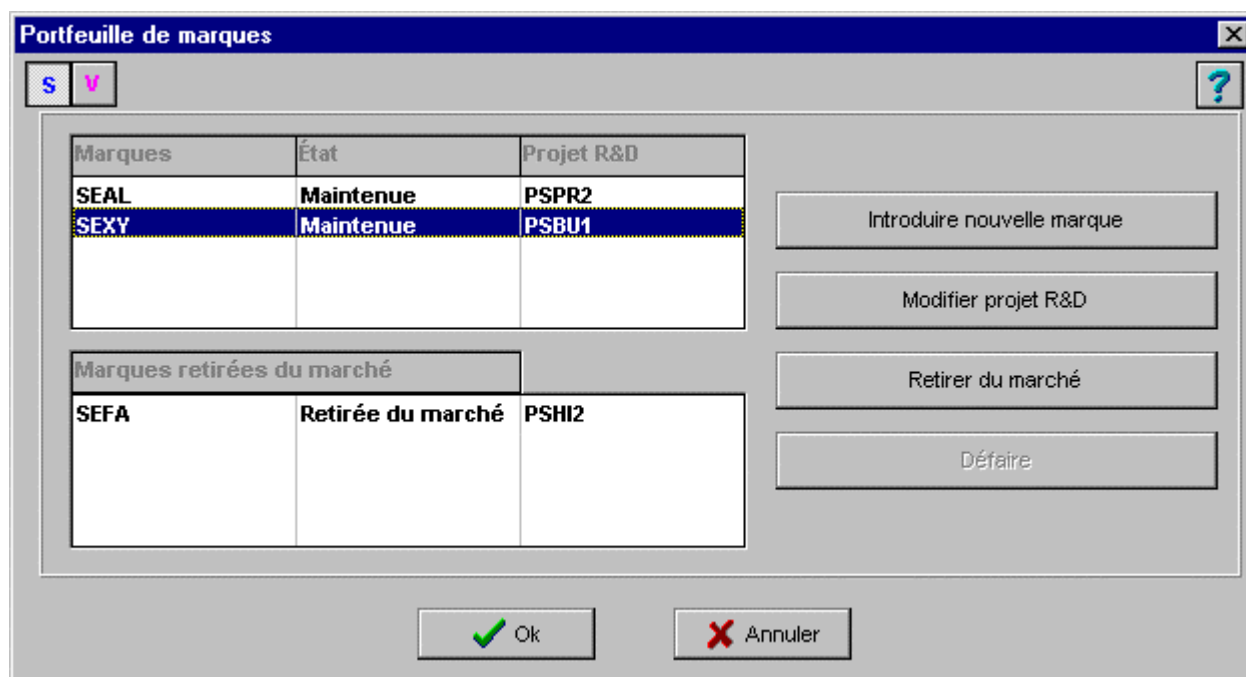 Portfeuille de marques
S V ?
Marques État Projet R&D
SEAL Maintenue PSPR2
SEXY Maintenue PSBU1
Introduire nouvelle marque
Modifier projet R&D
Marques retirées du marché
Retirer du marché
SEFA Retirée du marché PSHI2
Défaire
Ok Annuler